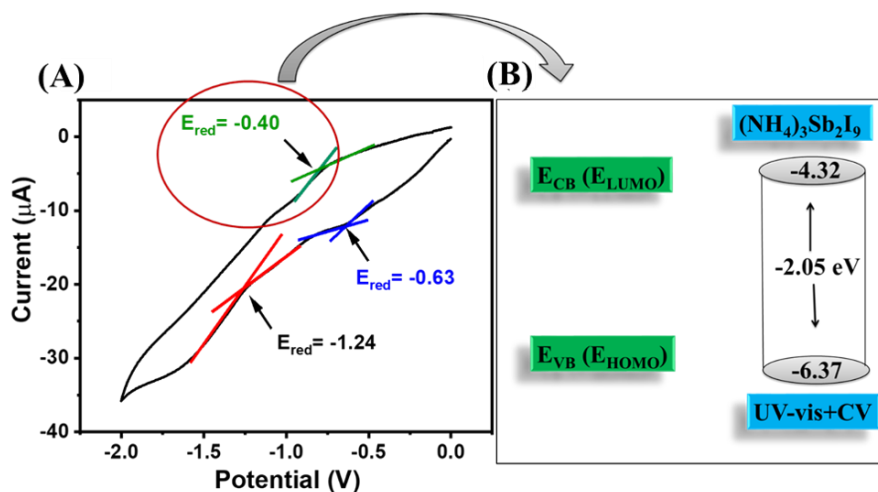 (A)
E_red= -0.40
E_red= -0.63
E_red= -1.24
0
-10
-20
-30
-40
Current (μA)
-2.0 -1.5 -1.0 -0.5 0.0
Potential (V)
(B)
(NH4)3Sb2I9
E_CB (E_LUMO)
-4.32
-2.05 eV
E_VB (E_HOMO)
-6.37
UV-vis+CV